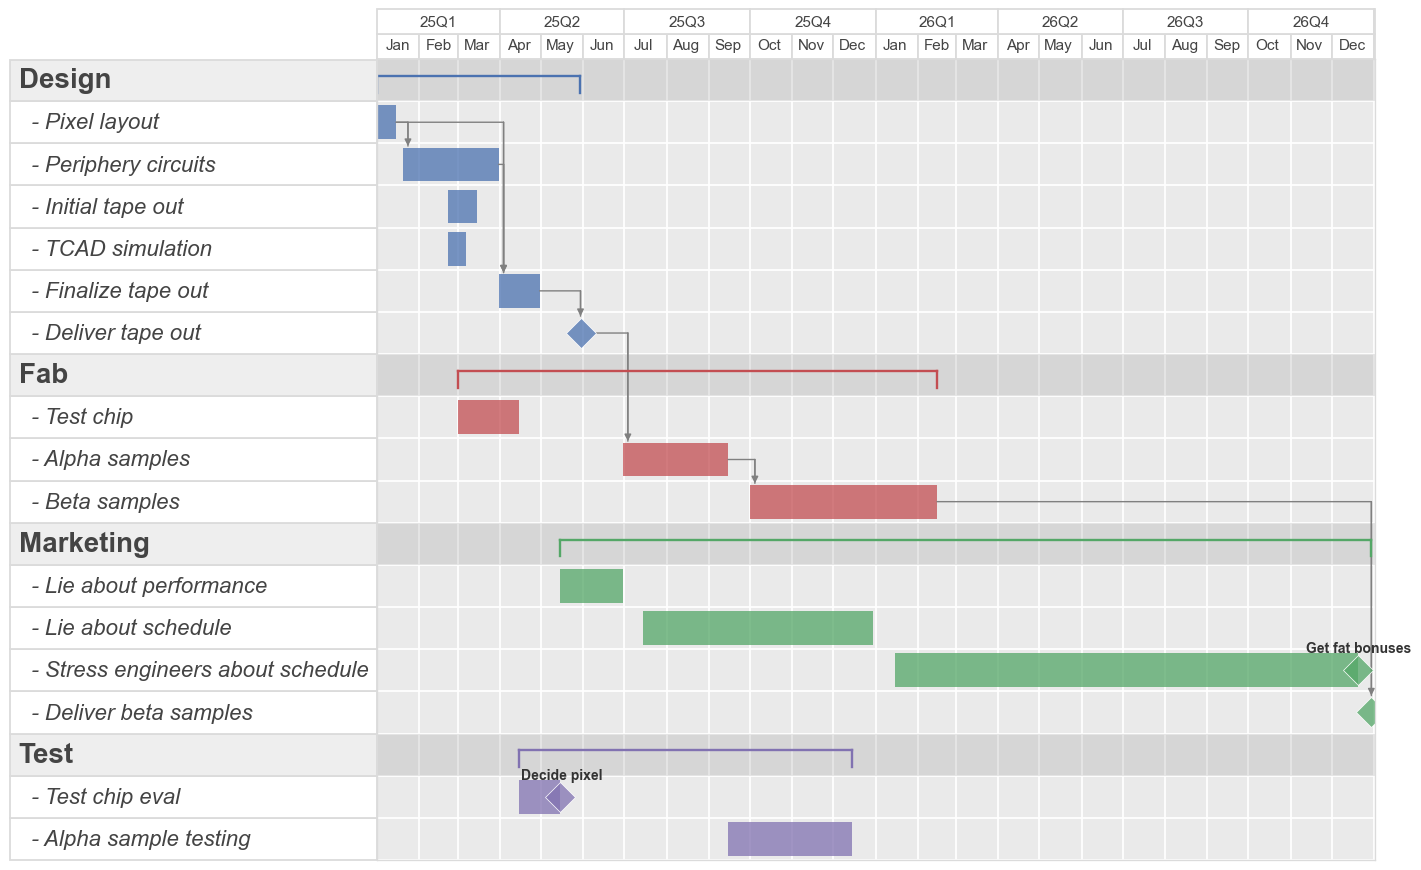 25Q1 25Q2 25Q3 25Q4 26Q1 26Q2 26Q3 26Q4
Jan Feb Mar Apr May Jun Jul Aug Sep Oct Nov Dec Jan Feb Mar Apr May Jun Jul Aug Sep Oct Nov Dec
Design
- Pixel layout
- Periphery circuits
- Initial tape out
- TCAD simulation
- Finalize tape out
- Deliver tape out
Fab
- Test chip
- Alpha samples
- Beta samples
Marketing
- Lie about performance
- Lie about schedule
Get fat bonuses
- Stress engineers about schedule
- Deliver beta samples
Test
Decide pixel
- Test chip eval
- Alpha sample testing